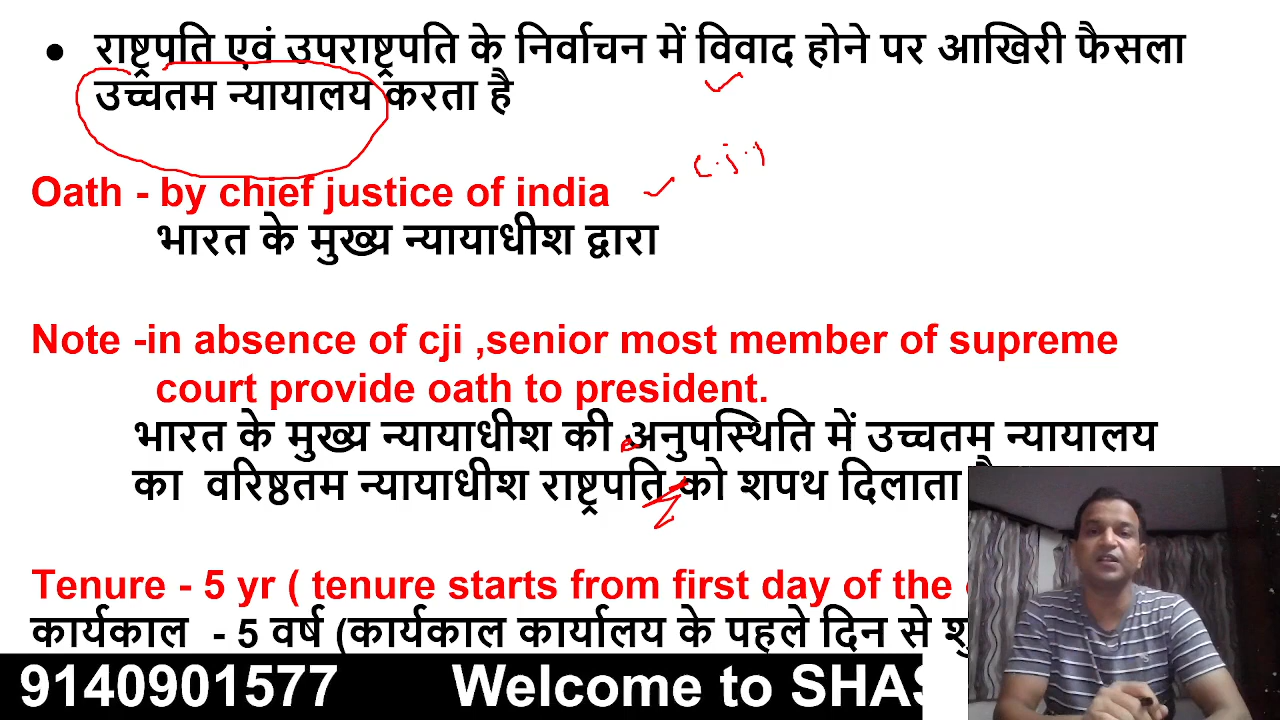 राष्ट्रपति एवं उपराष्ट्रपति के निर्वाचन में विवाद होने पर आखिरी फैसला
उच्चतम न्यायालय करता है
c.j.i
Oath - by chief justice of india
भारत के मुख्य न्यायाधीश द्वारा
Note -in absence of cji ,senior most member of supreme
court provide oath to president.
भारत के मुख्य न्यायाधीश की अनुपस्थिति में उच्चतम न्यायालय
का वरिष्ठतम न्यायाधीश राष्ट्रपति को शपथ दिलाता
Tenure - 5 yr ( tenure starts from first day of the
कार्यकाल - 5 वर्ष (कार्यकाल कार्यालय के पहले दिन से
9140901577 Welcome to SHAS